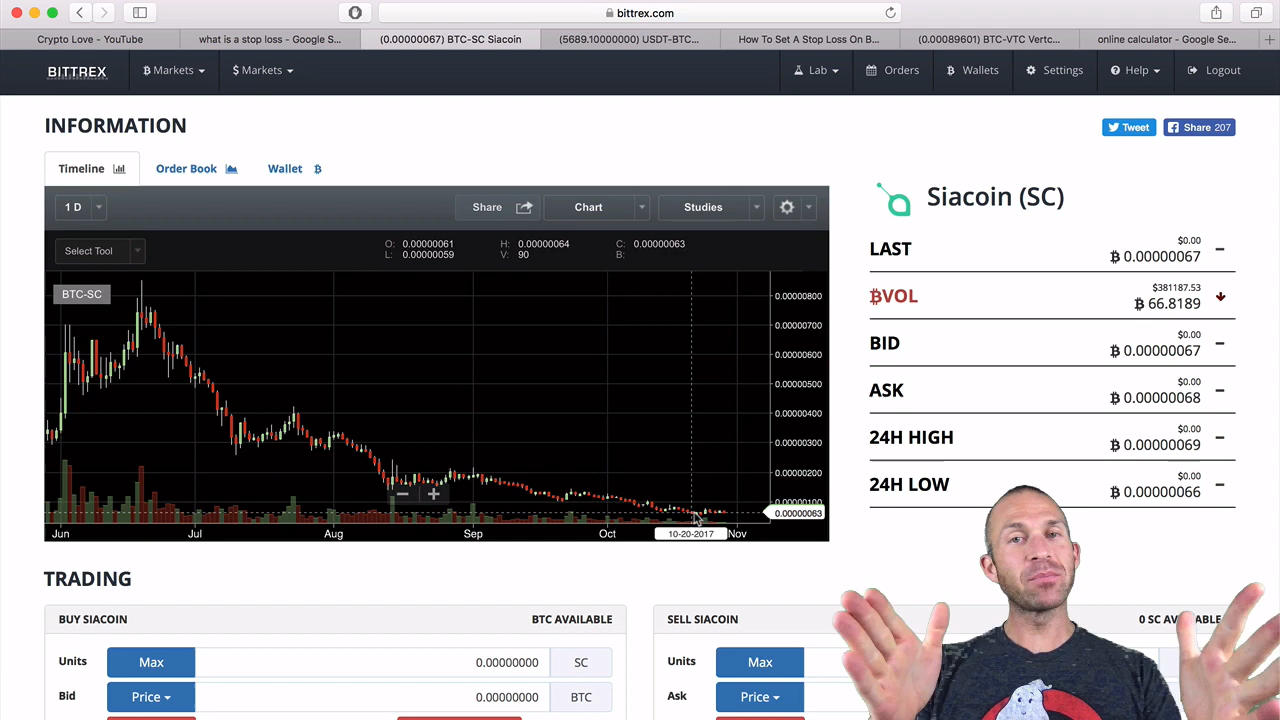 bittrex.com
Crypto Love - YouTube
what is a stop loss - Google S...
(0.00000067) BTC-SC Siacoin
(5689.10000000) USDT-BTC...
How To Set A Stop Loss On B...
(0.00089601) BTC-VTC Vertc...
online calculator - Google Se...
BITTREX
Markets
$ Markets
Lab
Orders
Wallets
Settings
Help
Logout
INFORMATION
Tweet
Share 207
Timeline
Order Book
Wallet
1 D
Share
Chart
Studies
Select Tool
O: 0.00000061 H: 0.00000064 C: 0.00000063
L: 0.00000059 V: 90 B:
BTC-SC
0.00000800
0.00000700
0.00000600
0.00000500
0.00000400
0.00000300
0.00000200
0.00000100
0.00000063
Jun Jul Aug Sep Oct 10-20-2017 Nov
Siacoin (SC)
$0.00
LAST Ƀ 0.00000067
$381187.53
ɃVOL Ƀ 66.8189
$0.00
BID Ƀ 0.00000067
$0.00
ASK Ƀ 0.00000068
$0.00
24H HIGH Ƀ 0.00000069
$0.00
24H LOW Ƀ 0.00000066
TRADING
BUY SIACOIN BTC AVAILABLE
Units Max 0.00000000 SC
Bid Price 0.00000000 BTC
SELL SIACOIN 0 SC AVAILABLE
Units Max
Ask Price